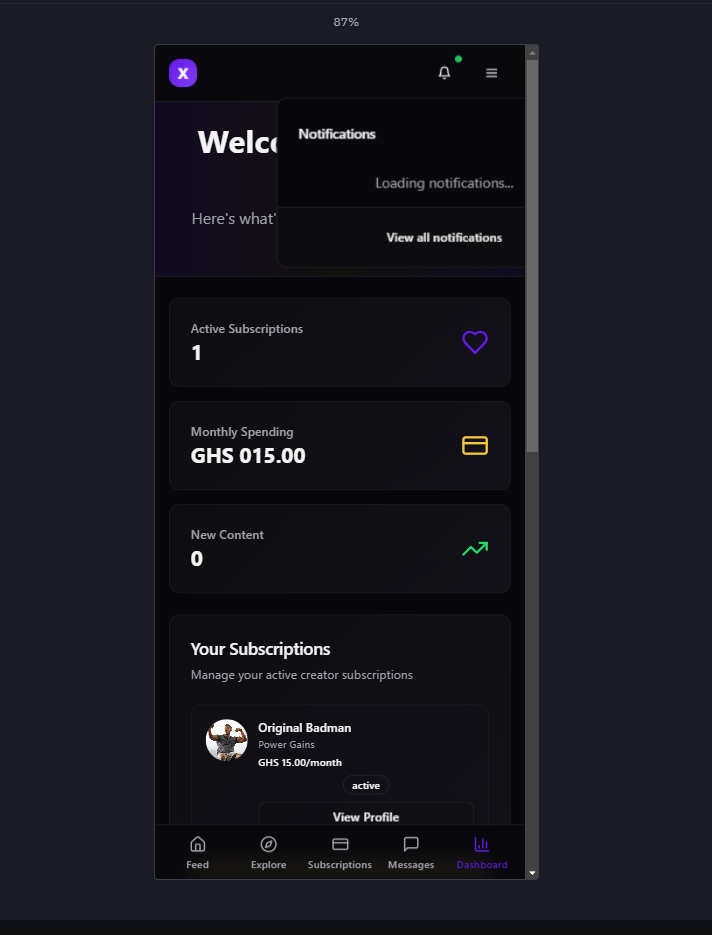 87%
X
Welco
Notifications
Loading notifications...
Here's what'
View all notifications
Active Subscriptions
1
Monthly Spending
GHS 015.00
New Content
0
Your Subscriptions
Manage your active creator subscriptions
Original Badman
Power Gains
GHS 15.00/month
active
View Profile
Feed
Explore
Subscriptions
Messages
Dashboard